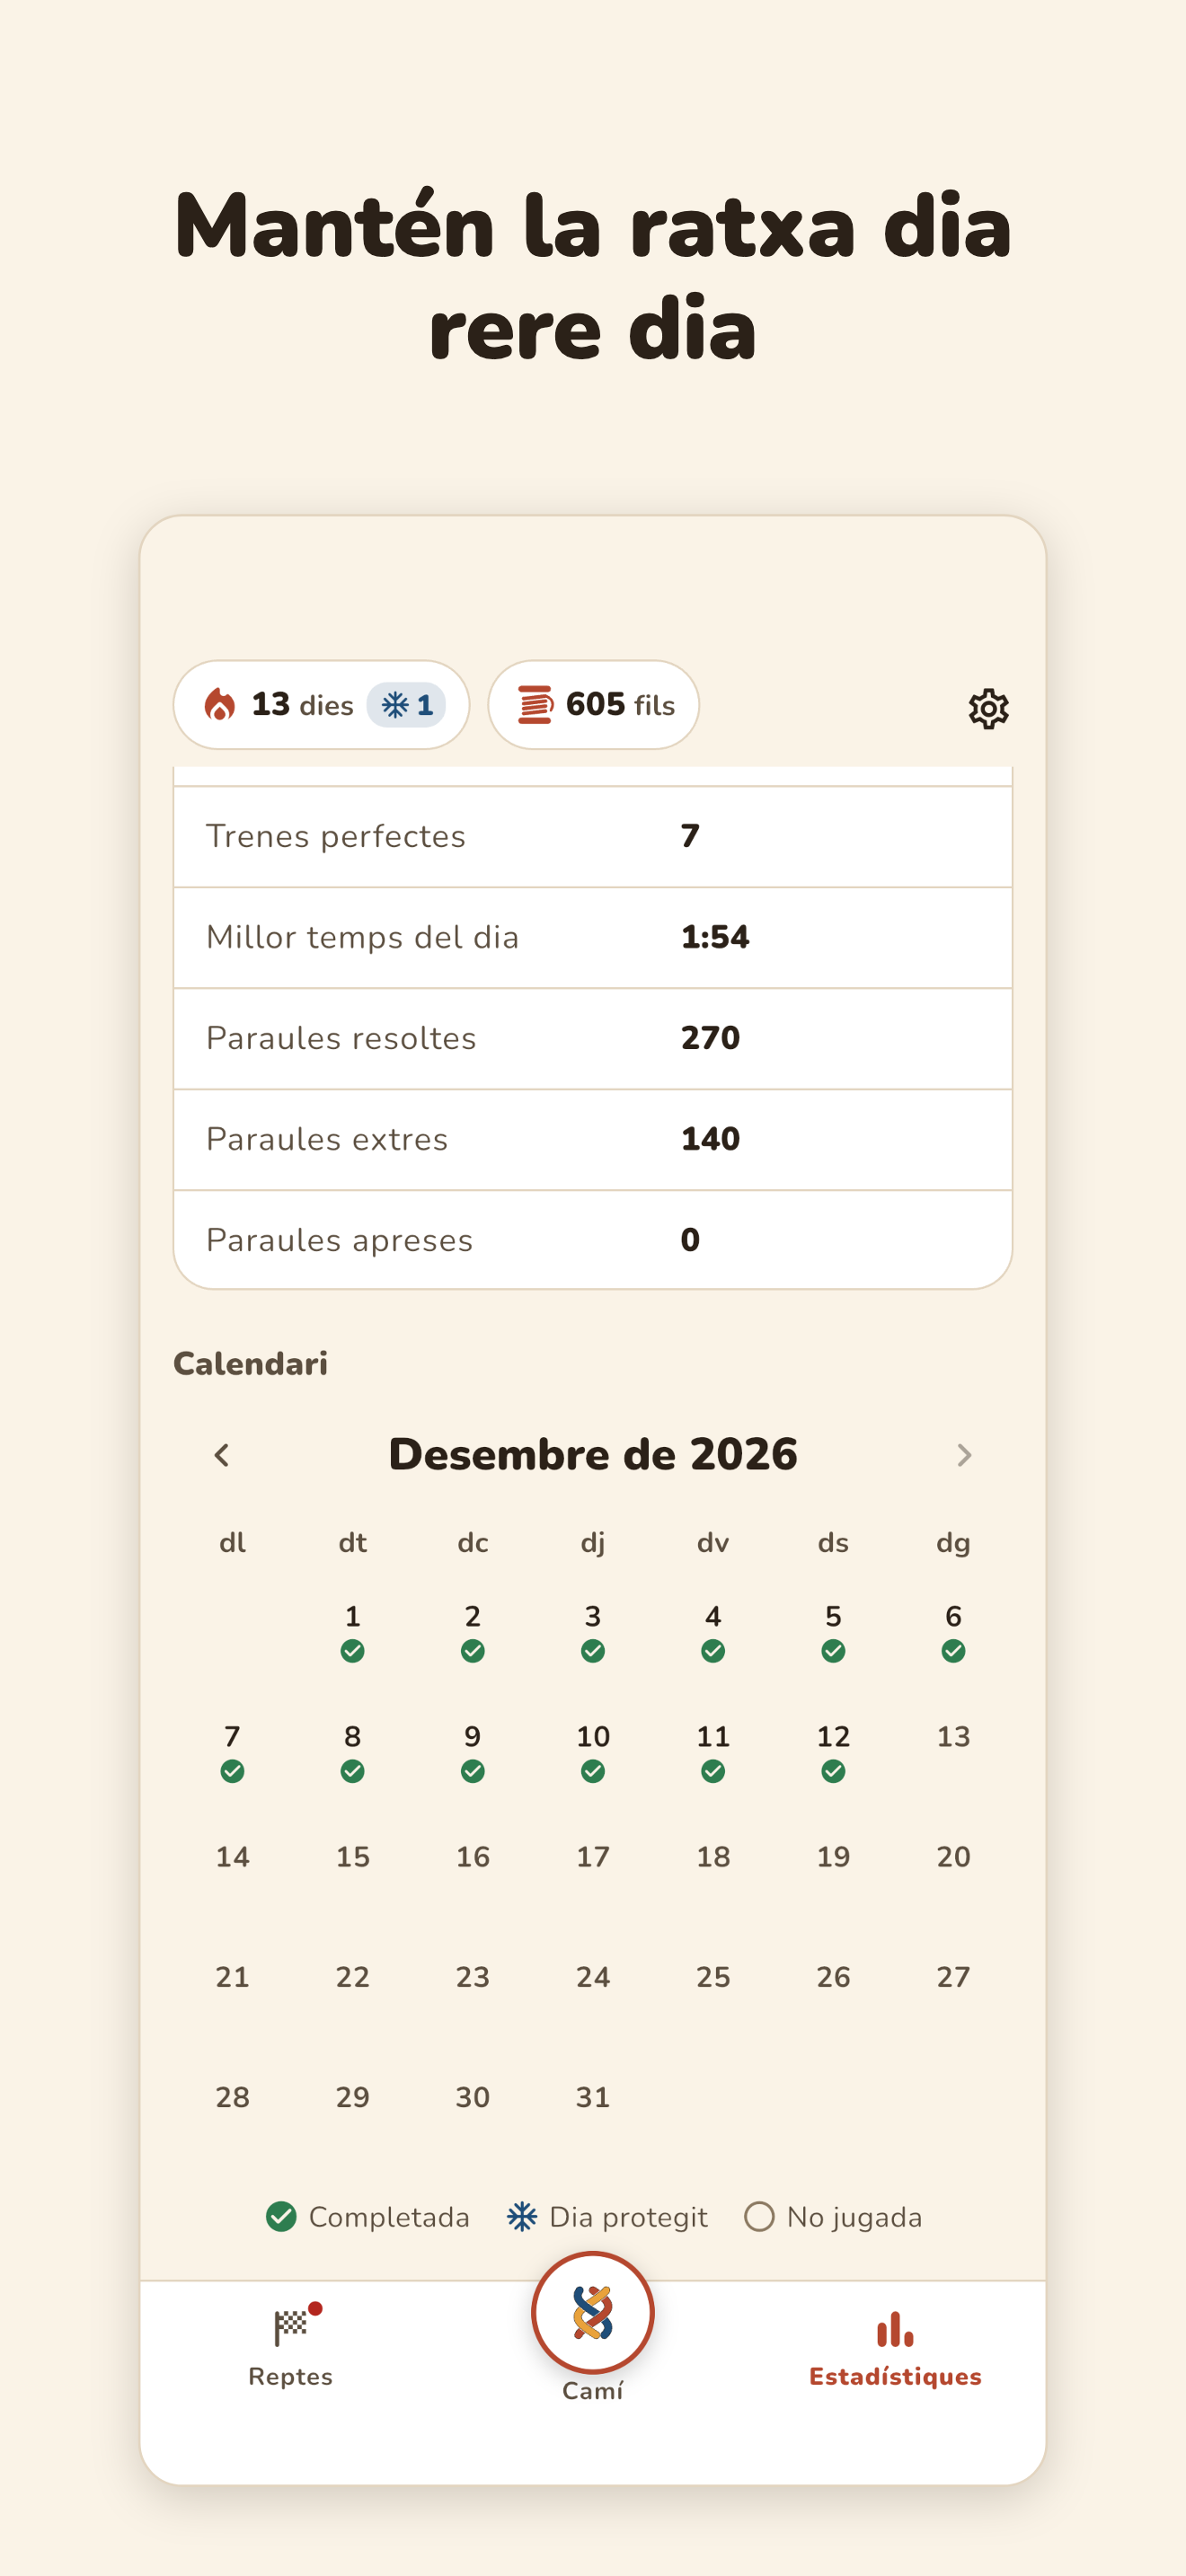 Mantén la ratxa dia
rere dia
13 dies 1 605 fils
Trenes perfectes 7
Millor temps del dia 1:54
Paraules resoltes 270
Paraules extres 140
Paraules apreses 0
Calendari
Desembre de 2026
dl dt dc dj dv ds dg
1 2 3 4 5 6
7 8 9 10 11 12 13
14 15 16 17 18 19 20
21 22 23 24 25 26 27
28 29 30 31
Completada Dia protegit No jugada
Reptes Camí Estadístiques